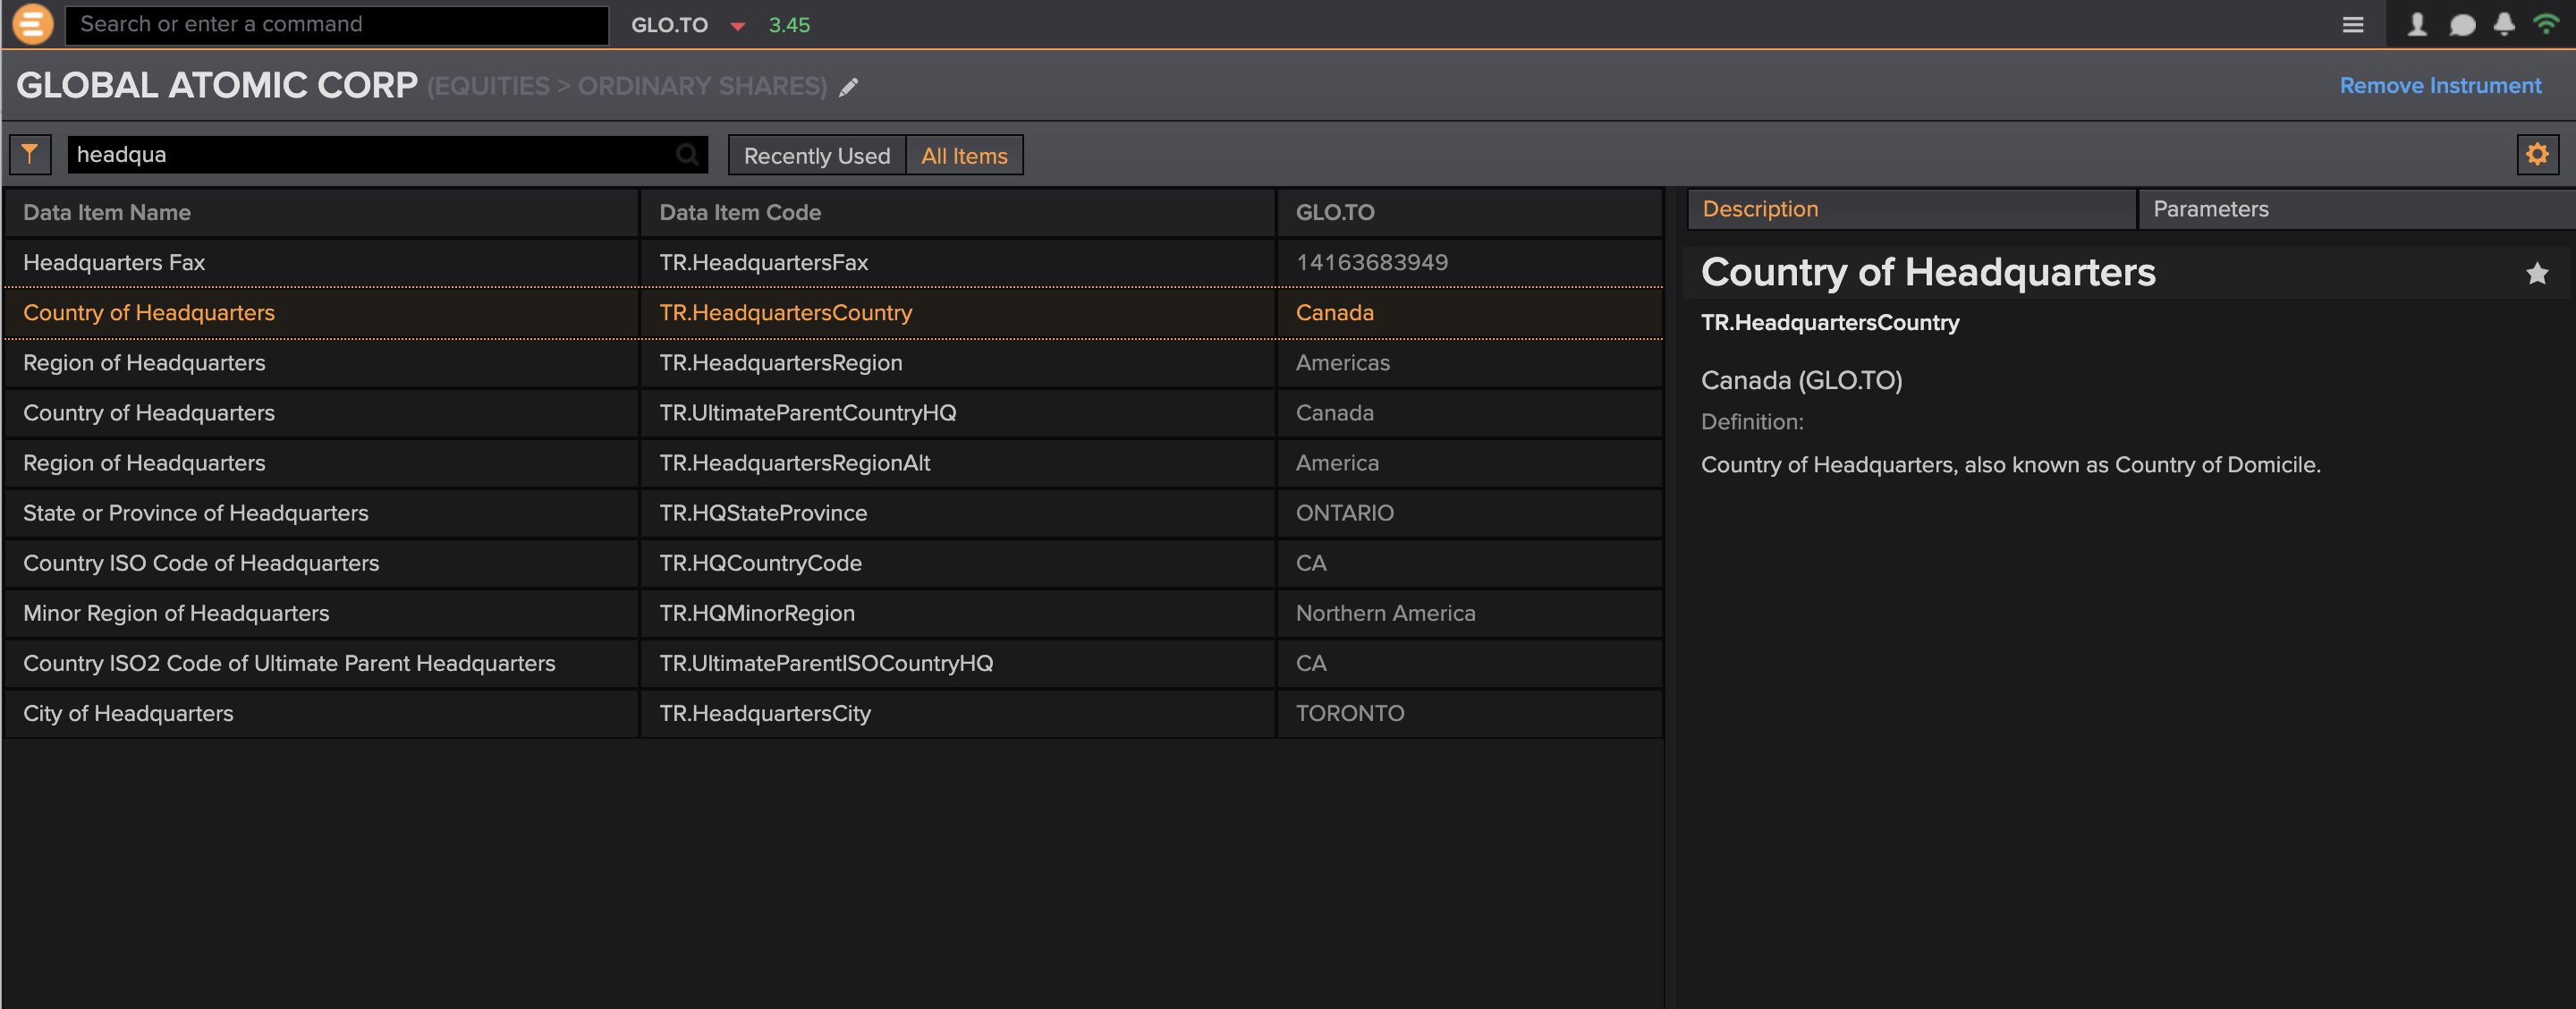 Search or enter a command GLO.TO 3.45
GLOBAL ATOMIC CORP (EQUITIES > ORDINARY SHARES) Remove Instrument
headqua Recently Used All Items
Data Item Name Data Item Code GLO.TO
Headquarters Fax TR.HeadquartersFax 14163683949
Country of Headquarters TR.HeadquartersCountry Canada
Region of Headquarters TR.HeadquartersRegion Americas
Country of Headquarters TR.UltimateParentCountryHQ Canada
Region of Headquarters TR.HeadquartersRegionAlt America
State or Province of Headquarters TR.HQStateProvince ONTARIO
Country ISO Code of Headquarters TR.HQCountryCode CA
Minor Region of Headquarters TR.HQMinorRegion Northern America
Country ISO2 Code of Ultimate Parent Headquarters TR.UltimateParentISOCountryHQ CA
City of Headquarters TR.HeadquartersCity TORONTO
Description Parameters
Country of Headquarters
TR.HeadquartersCountry
Canada (GLO.TO)
Definition:
Country of Headquarters, also known as Country of Domicile.